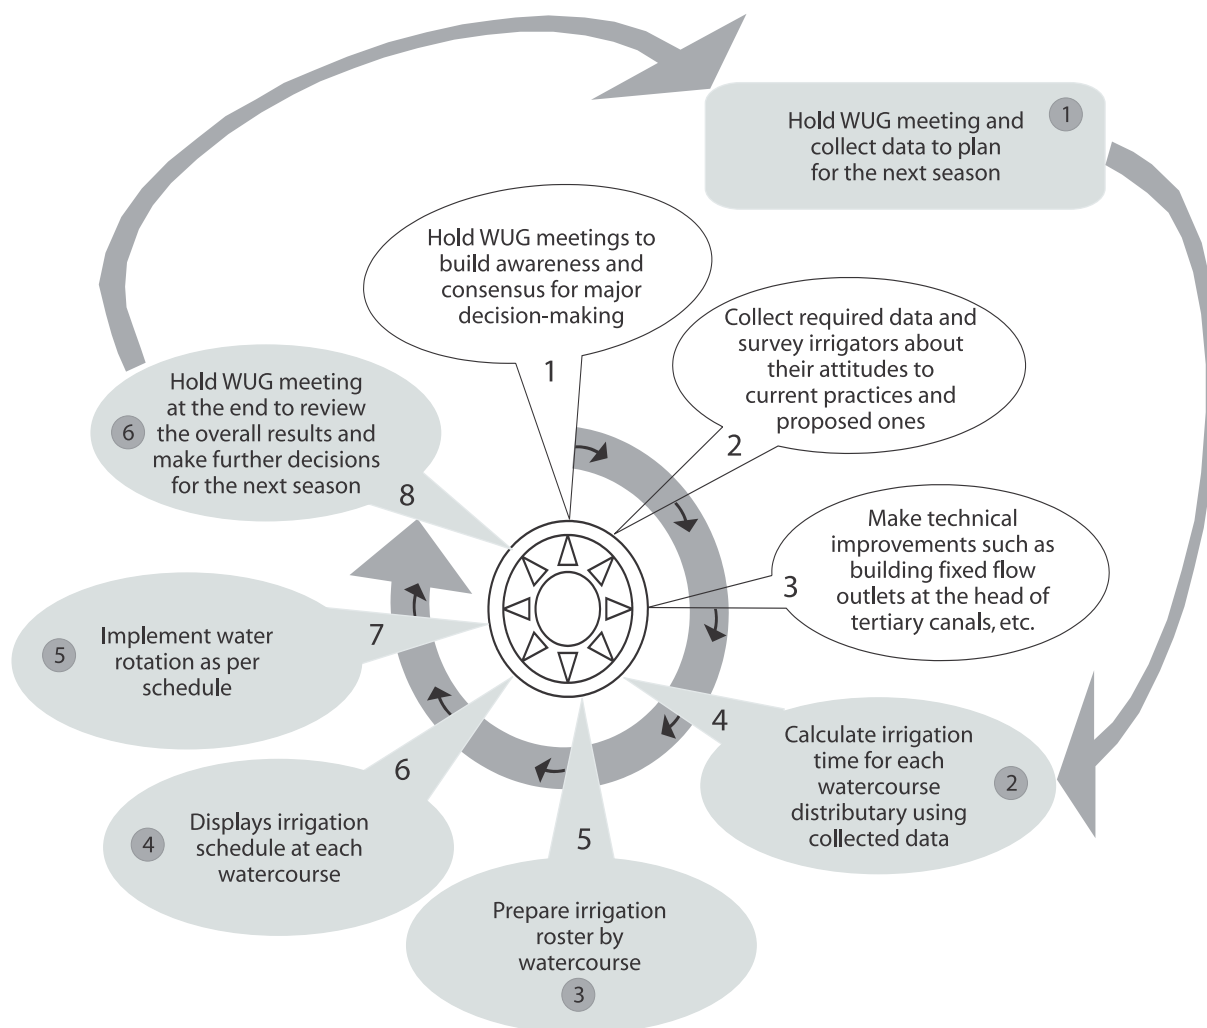 Hold WUG meeting and
collect data to plan
for the next season
1
Hold WUG meetings to
build awareness and
consensus for major
decision-making
1
Collect required data and
survey irrigators about
their attitudes to
current practices and
proposed ones
2
Make technical
improvements such as
building fixed flow
outlets at the head of
tertiary canals, etc.
3
Calculate irrigation
time for each
watercourse
distributary using
collected data
4
2
5
Prepare irrigation
roster by
watercourse
3
6
Displays irrigation
schedule at each
watercourse
4
7
Implement water
rotation as per
schedule
5
Hold WUG meeting
at the end to review
the overall results and
make further decisions
for the next season
6
8